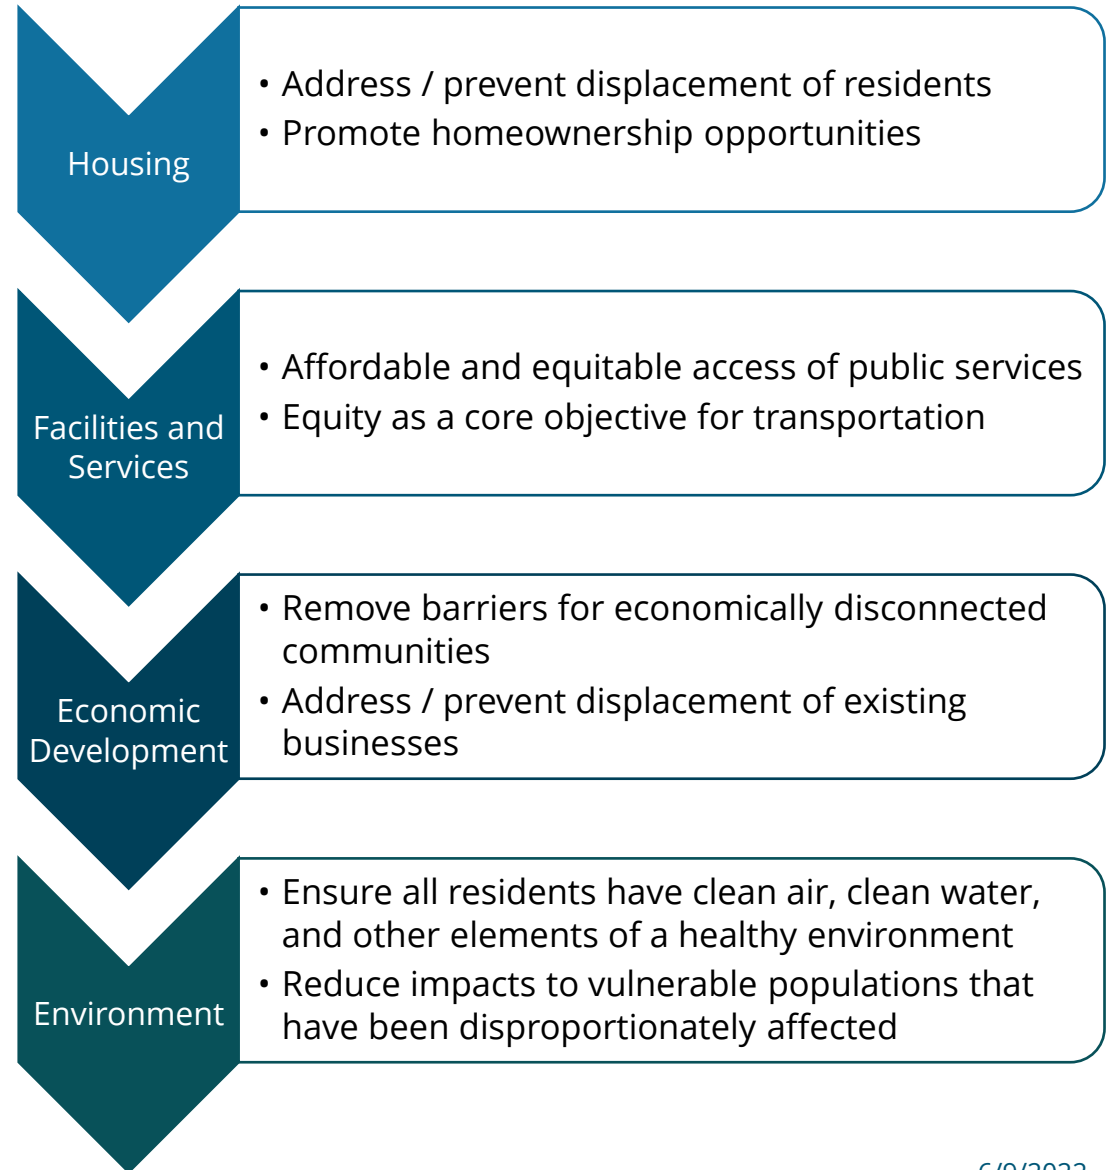 Housing
• Address / prevent displacement of residents
• Promote homeownership opportunities
Facilities and
Services
• Affordable and equitable access of public services
• Equity as a core objective for transportation
Economic
Development
• Remove barriers for economically disconnected
communities
• Address / prevent displacement of existing
businesses
Environment
• Ensure all residents have clean air, clean water,
and other elements of a healthy environment
• Reduce impacts to vulnerable populations that
have been disproportionately affected